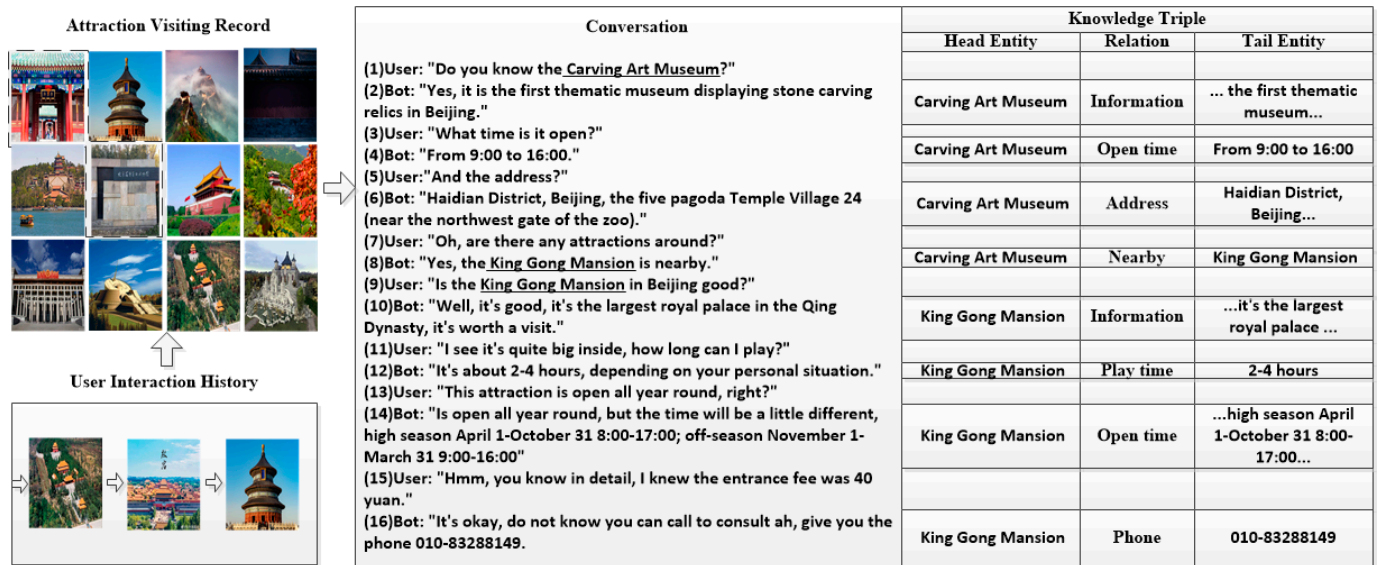 Attraction Visiting Record
User Interaction History
Conversation
(1)User: "Do you know the Carving Art Museum?"
(2)Bot: "Yes, it is the first thematic museum displaying stone carving
relics in Beijing."
(3)User: "What time is it open?"
(4)Bot: "From 9:00 to 16:00."
(5)User:"And the address?"
(6)Bot: "Haidian District, Beijing, the five pagoda Temple Village 24
(near the northwest gate of the zoo)."
(7)User: "Oh, are there any attractions around?"
(8)Bot: "Yes, the King Gong Mansion is nearby."
(9)User: "Is the King Gong Mansion in Beijing good?"
(10)Bot: "Well, it's good, it's the largest royal palace in the Qing
Dynasty, it's worth a visit."
(11)User: "I see it's quite big inside, how long can I play?"
(12)Bot: "It's about 2-4 hours, depending on your personal situation."
(13)User: "This attraction is open all year round, right?"
(14)Bot: "Is open all year round, but the time will be a little different,
high season April 1-October 31 8:00-17:00; off-season November 1-
March 31 9:00-16:00"
(15)User: "Hmm, you know in detail, I knew the entrance fee was 40
yuan."
(16)Bot: "It's okay, do not know you can call to consult ah, give you the
phone 010-83288149.
Knowledge Triple
Head Entity Relation Tail Entity
Carving Art Museum Information ... the first thematic
museum...
Carving Art Museum Open time From 9:00 to 16:00
Carving Art Museum Address Haidian District,
Beijing...
Carving Art Museum Nearby King Gong Mansion
King Gong Mansion Information ...it's the largest
royal palace ...
King Gong Mansion Play time 2-4 hours
King Gong Mansion Open time ...high season April
1-October 31 8:00-
17:00...
King Gong Mansion Phone 010-83288149